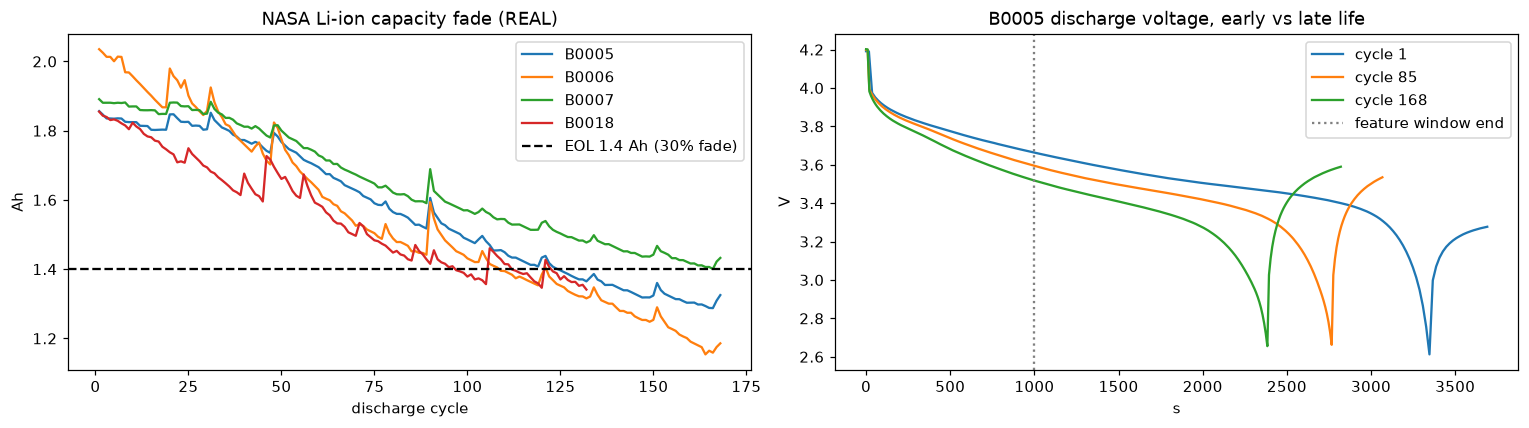 NASA Li-ion capacity fade (REAL)
Ah
2.0
1.8
1.6
1.4
1.2
0
25
50
75
100
125
150
175
discharge cycle
B0005
B0006
B0007
B0018
EOL 1.4 Ah (30% fade)
B0005 discharge voltage, early vs late life
V
4.2
4.0
3.8
3.6
3.4
3.2
3.0
2.8
2.6
0
500
1000
1500
2000
2500
3000
3500
s
cycle 1
cycle 85
cycle 168
feature window end